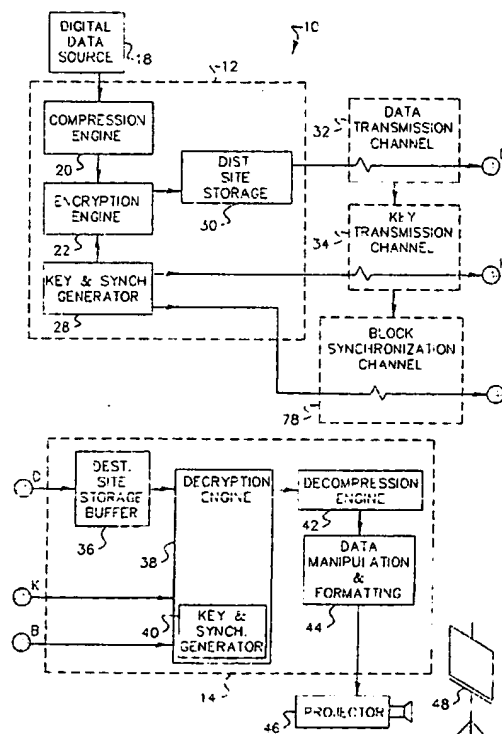 DIGITAL
DATA
SOURCE
18
10
12
COMPRESSION
ENGINE
20
ENCRYPTION
ENGINE
22
DIST
SITE
STORAGE
30
KEY & SYNCH
GENERATOR
28
32
DATA
TRANSMISSION
CHANNEL
34
KEY
TRANSMISSION
CHANNEL
BLOCK
SYNCHRONIZATION
CHANNEL
78
D
DEST.
SITE
STORAGE
BUFFER
36
DECRYPTION
ENGINE
38
DECOMPRESSION
ENGINE
42
DATA
MANIPULATION
&
FORMATTING
44
K
B
40
KEY &
SYNCH.
GENERATOR
14
PROJECTOR
46
48